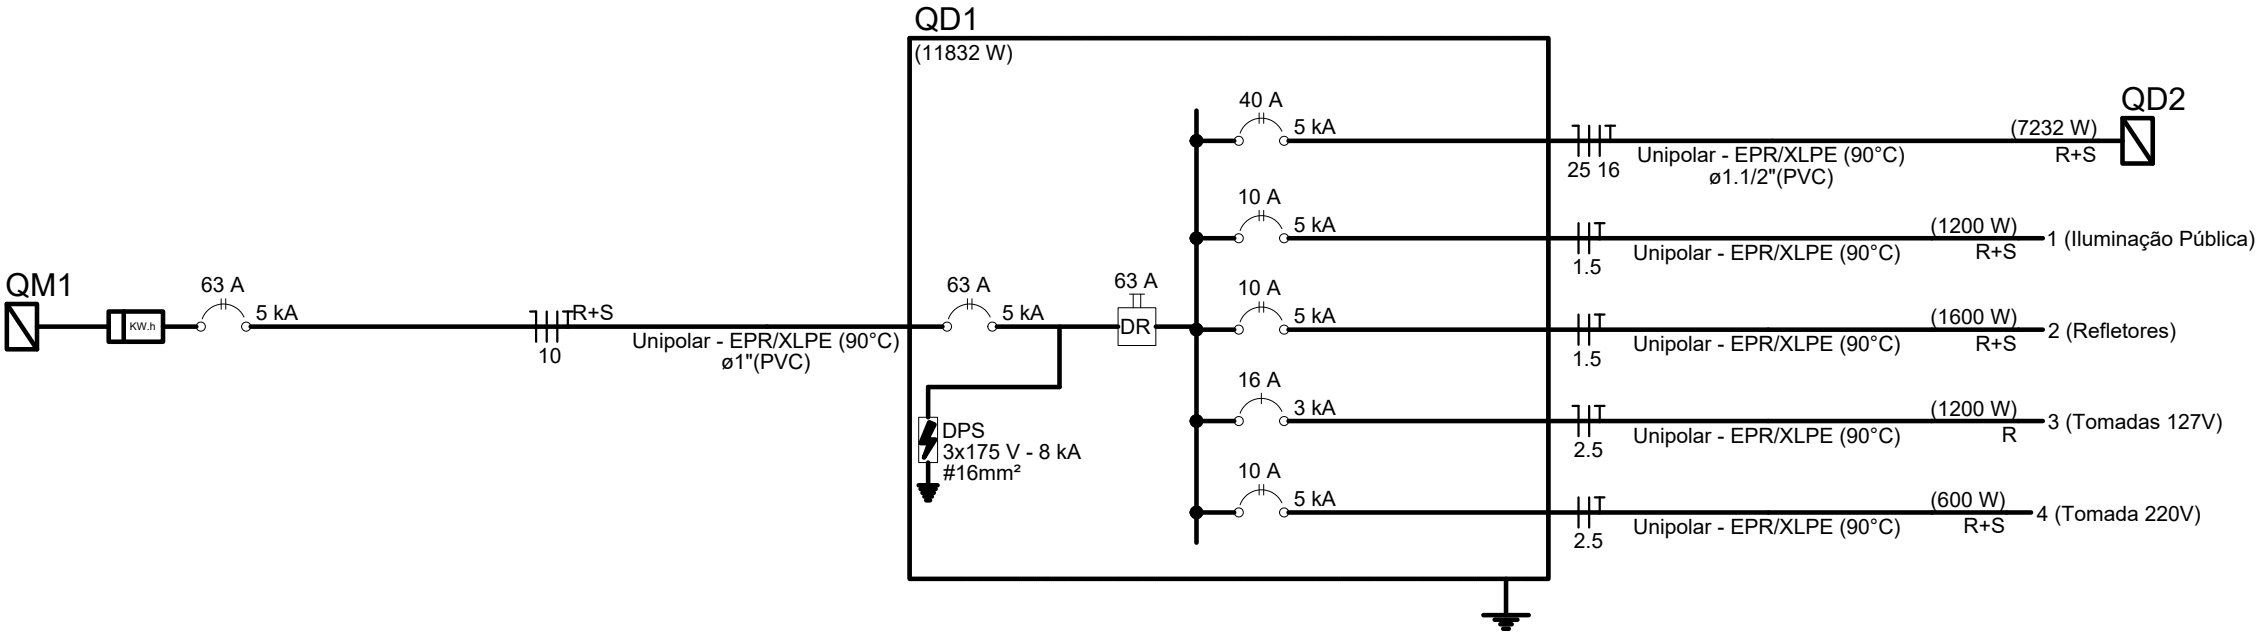 QD1
(11832 W)
QM1
KW.h
63 A
5 kA
R+S
10
Unipolar - EPR/XLPE (90°C)
ø1"(PVC)
63 A
5 kA
63 A
DR
DPS
3x175 V - 8 kA
#16mm²
40 A
5 kA
25 16
Unipolar - EPR/XLPE (90°C)
ø1.1/2"(PVC)
(7232 W)
R+S
QD2
10 A
5 kA
1.5
Unipolar - EPR/XLPE (90°C)
(1200 W)
R+S
1 (Iluminação Pública)
10 A
5 kA
1.5
Unipolar - EPR/XLPE (90°C)
(1600 W)
R+S
2 (Refletores)
16 A
3 kA
2.5
Unipolar - EPR/XLPE (90°C)
(1200 W)
R
3 (Tomadas 127V)
10 A
5 kA
2.5
Unipolar - EPR/XLPE (90°C)
(600 W)
R+S
4 (Tomada 220V)